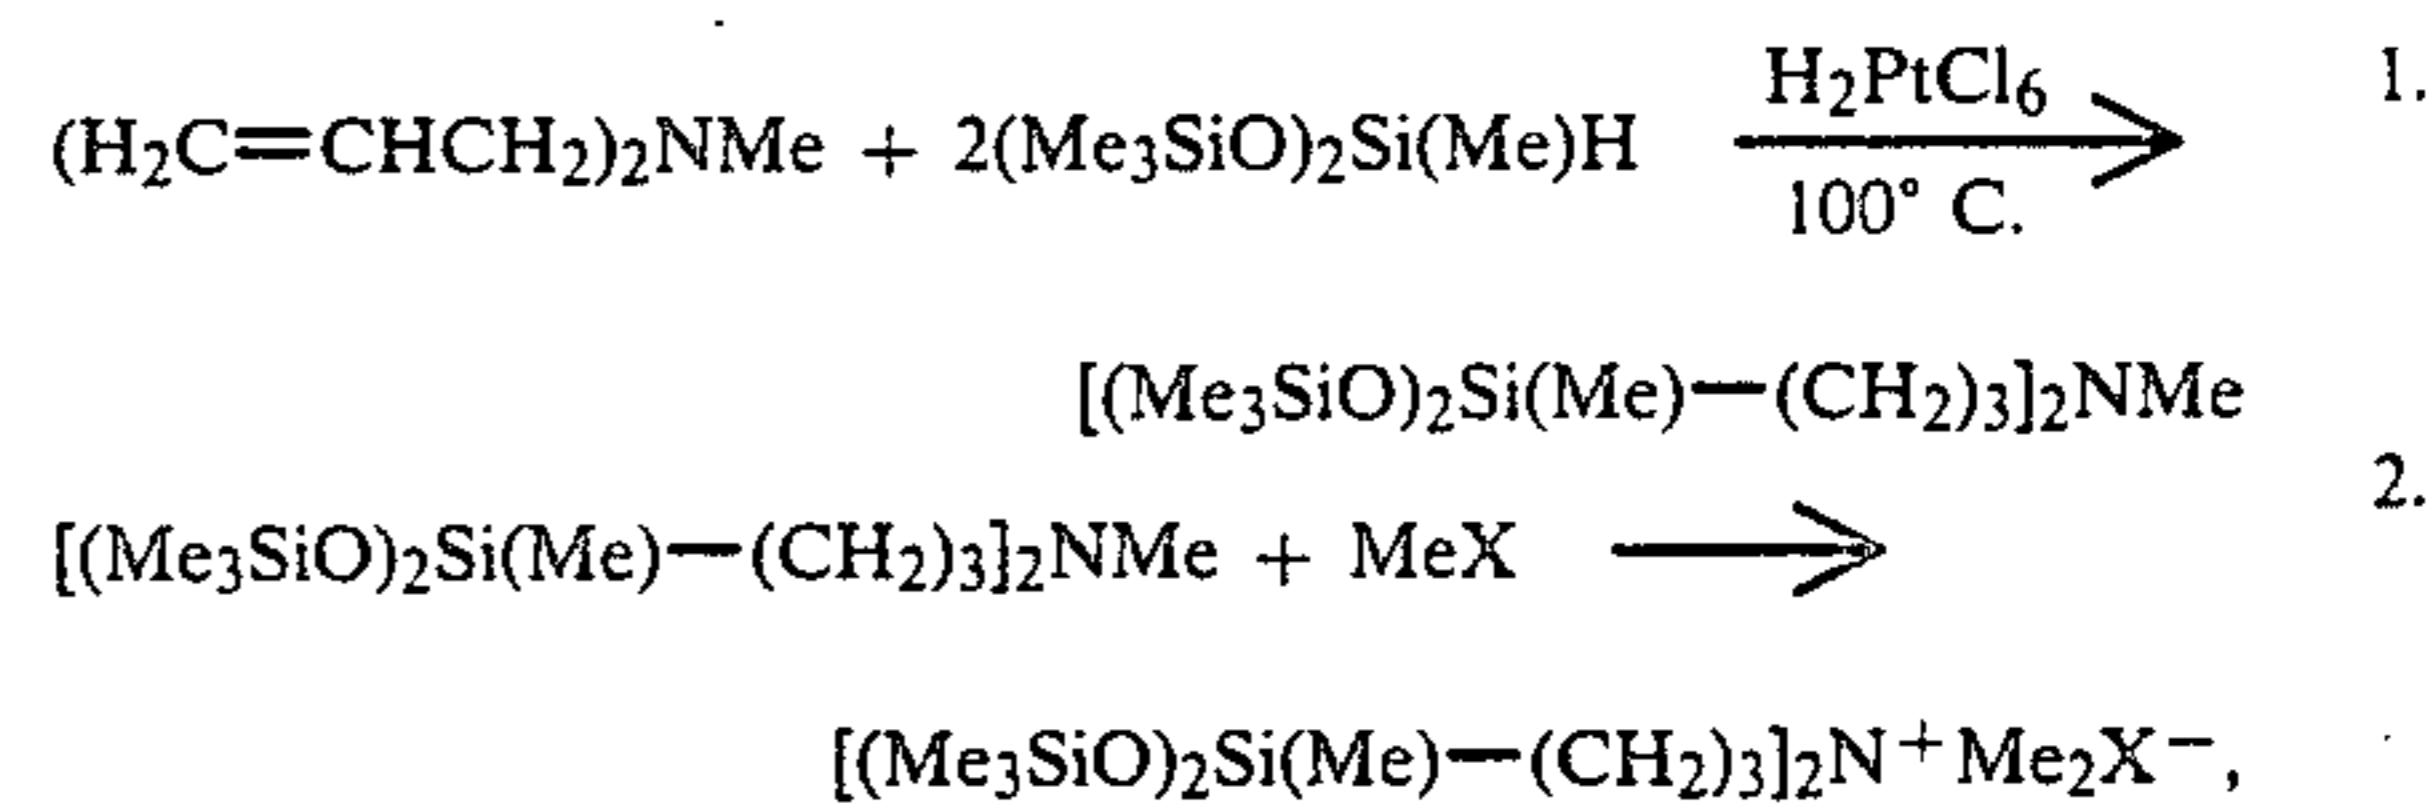 H₂PtCl₆ 1.
(H₂C=CHCH₂)₂NMe + 2(Me₃SiO)₂Si(Me)H ⟶
100° C.
[(Me₃SiO)₂Si(Me)—(CH₂)₃]₂NMe
2.
[(Me₃SiO)₂Si(Me)—(CH₂)₃]₂NMe + MeX ⟶
[(Me₃SiO)₂Si(Me)—(CH₂)₃]₂N⁺Me₂X⁻,